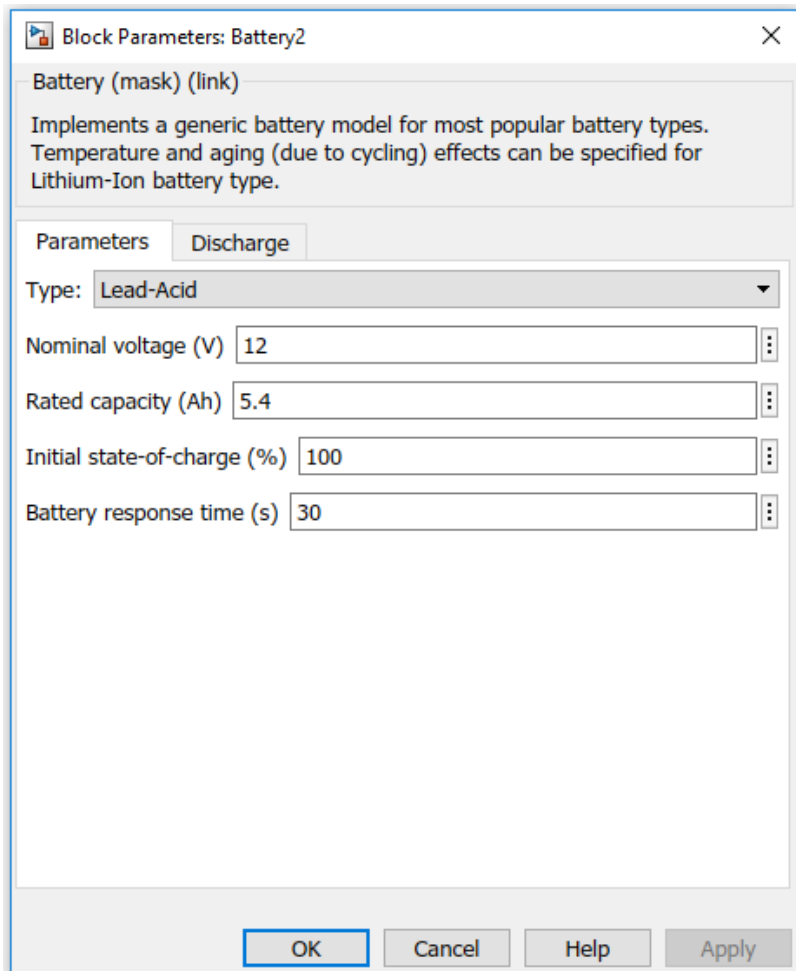 Block Parameters: Battery2
Battery (mask) (link)
Implements a generic battery model for most popular battery types.
Temperature and aging (due to cycling) effects can be specified for
Lithium-Ion battery type.
Parameters Discharge
Type: Lead-Acid
Nominal voltage (V) 12
Rated capacity (Ah) 5.4
Initial state-of-charge (%) 100
Battery response time (s) 30
OK Cancel Help Apply